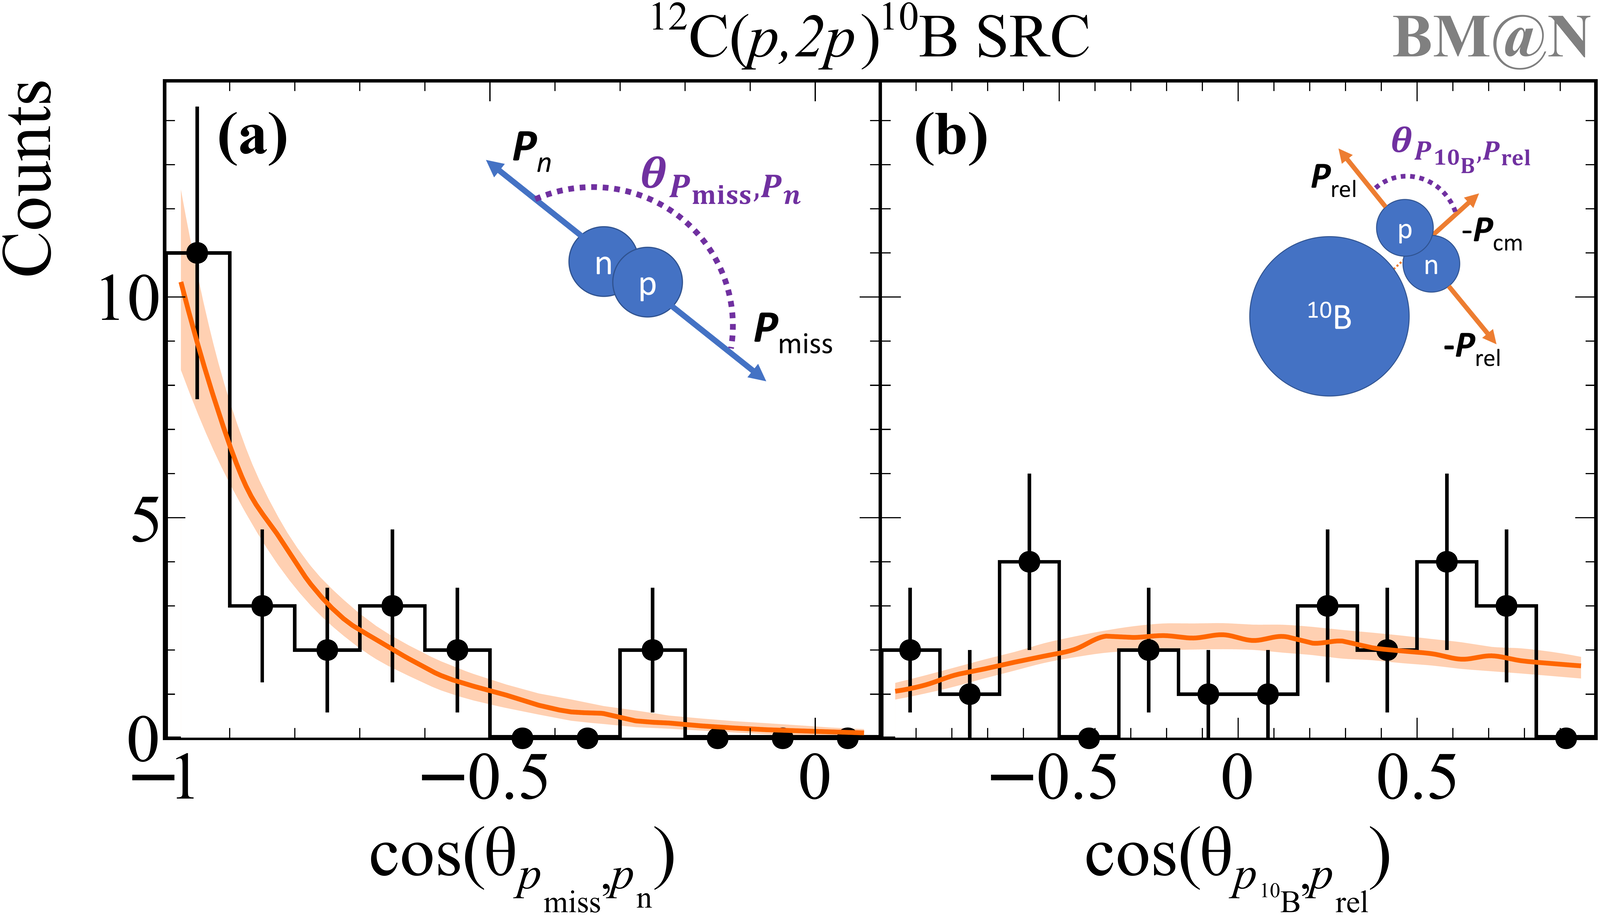 ¹²C(p,2p)¹⁰B SRC
BM@N
Counts
(a)
Pn
θPmiss,Pn
n
p
Pmiss
(b)
θP10B,Prel
Prel
p
-Pcm
n
¹⁰B
-Prel
10
5
0
−1
−0.5
0
−0.5
0
0.5
cos(θpmiss,pn)
cos(θp10B,prel)